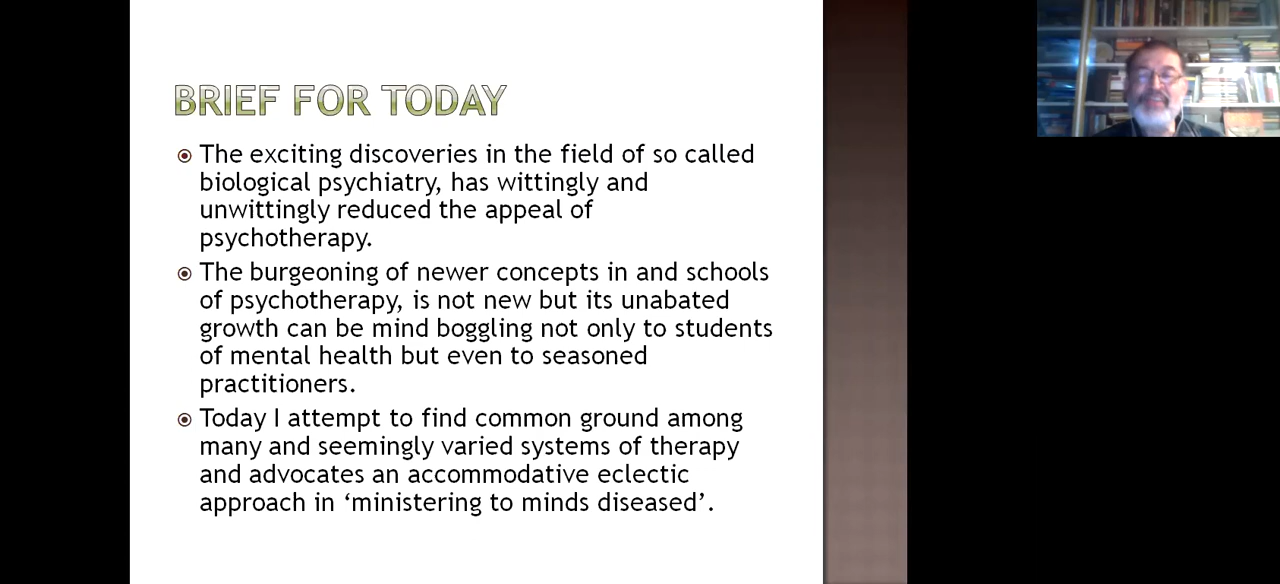 BRIEF FOR TODAY
The exciting discoveries in the field of so called
biological psychiatry, has wittingly and
unwittingly reduced the appeal of
psychotherapy.
The burgeoning of newer concepts in and schools
of psychotherapy, is not new but its unabated
growth can be mind boggling not only to students
of mental health but even to seasoned
practitioners.
Today I attempt to find common ground among
many and seemingly varied systems of therapy
and advocates an accommodative eclectic
approach in ‘ministering to minds diseased’.